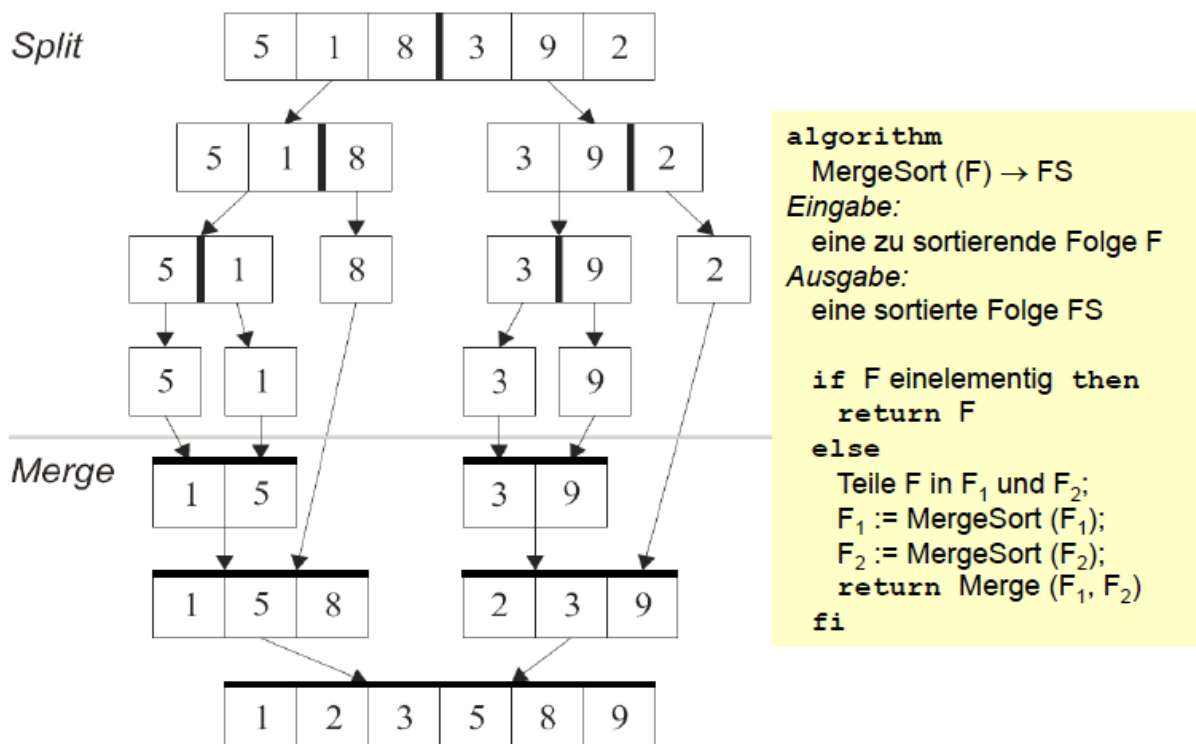 Split
5 1 8 3 9 2
5 1 8 3 9 2
5 1 8 3 9 2
5 1 3 9
Merge
1 5 3 9
1 5 8 2 3 9
1 2 3 5 8 9
algorithm
MergeSort (F) → FS
Eingabe:
eine zu sortierende Folge F
Ausgabe:
eine sortierte Folge FS
if F einelementig then
return F
else
Teile F in F₁ und F₂;
F₁ := MergeSort (F₁);
F₂ := MergeSort (F₂);
return Merge (F₁, F₂)
fi